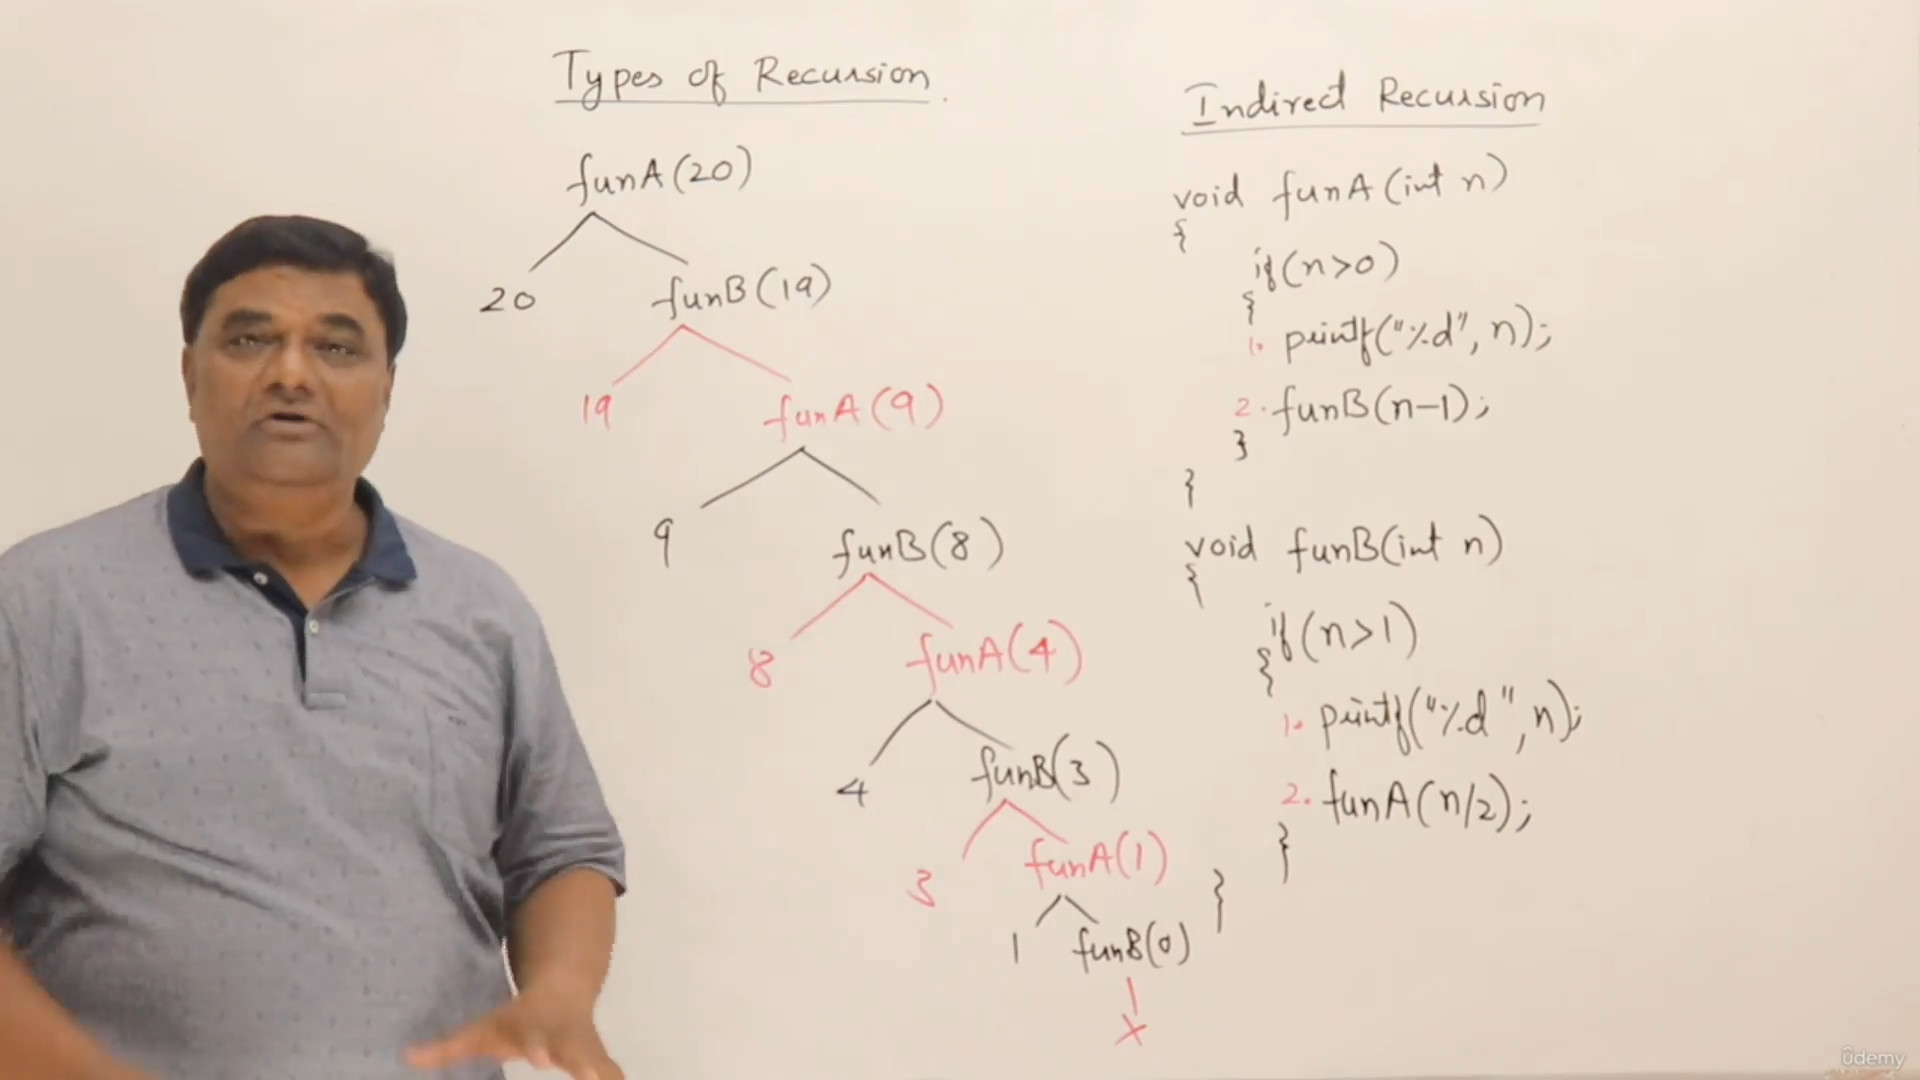 Types of Recursion.
funA(20)
20 funB(19)
19 funA(9)
9 funB(8)
8 funA(4)
4 funB(3)
3 funA(1)
1 funB(0)
X
Indirect Recursion
void funA(int n)
{
if(n>0)
{
1. printf("%d", n);
2. funB(n-1);
}
}
void funB(int n)
{
if(n>1)
{
1. printf("%d", n);
2. funA(n/2);
}
}
ûdemy